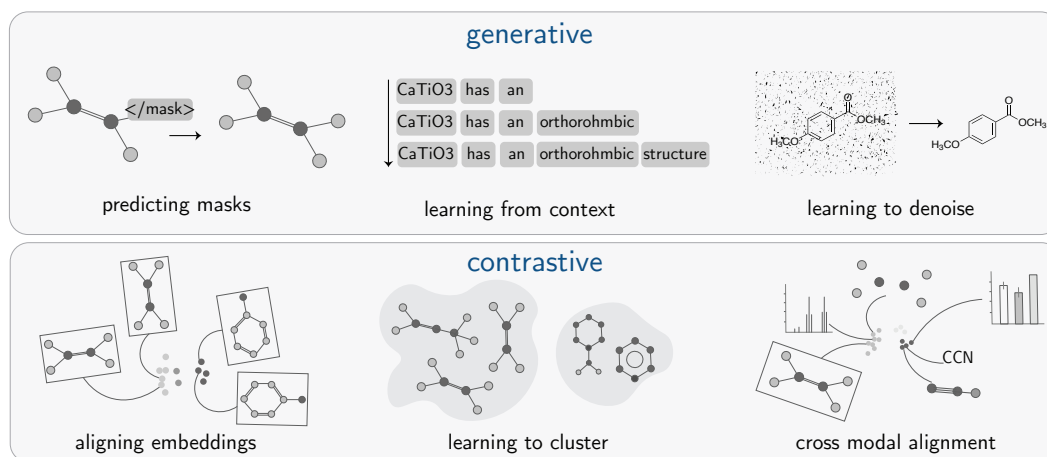 generative
</mask>
CaTiO3 has an
CaTiO3 has an orthorohmbic
CaTiO3 has an orthorohmbic structure
O
OCH₃
H₃CO
O
OCH₃
H₃CO
predicting masks
learning from context
learning to denoise
contrastive
CCN
aligning embeddings
learning to cluster
cross modal alignment